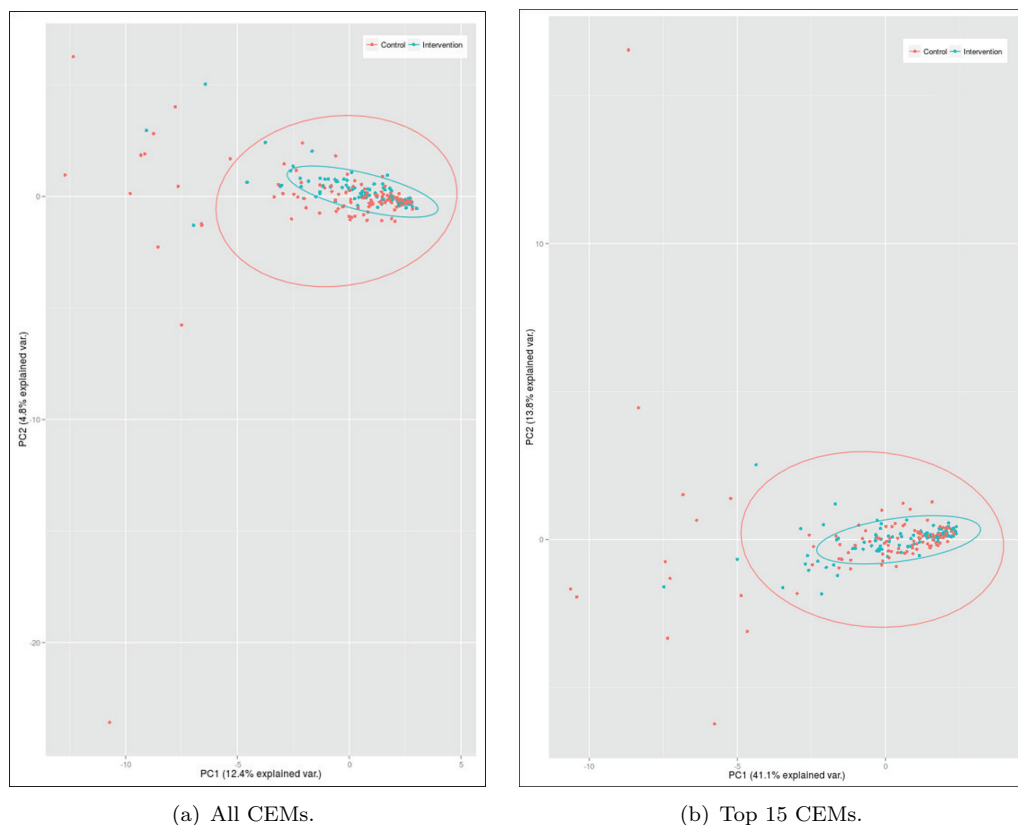 Control Intervention
0
-10
-20
PC2 (4.8% explained var.)
-10 -5 0 5
PC1 (12.4% explained var.)
(a) All CEMs.
Control Intervention
10
0
PC2 (13.8% explained var.)
-10 -5 0
PC1 (41.1% explained var.)
(b) Top 15 CEMs.